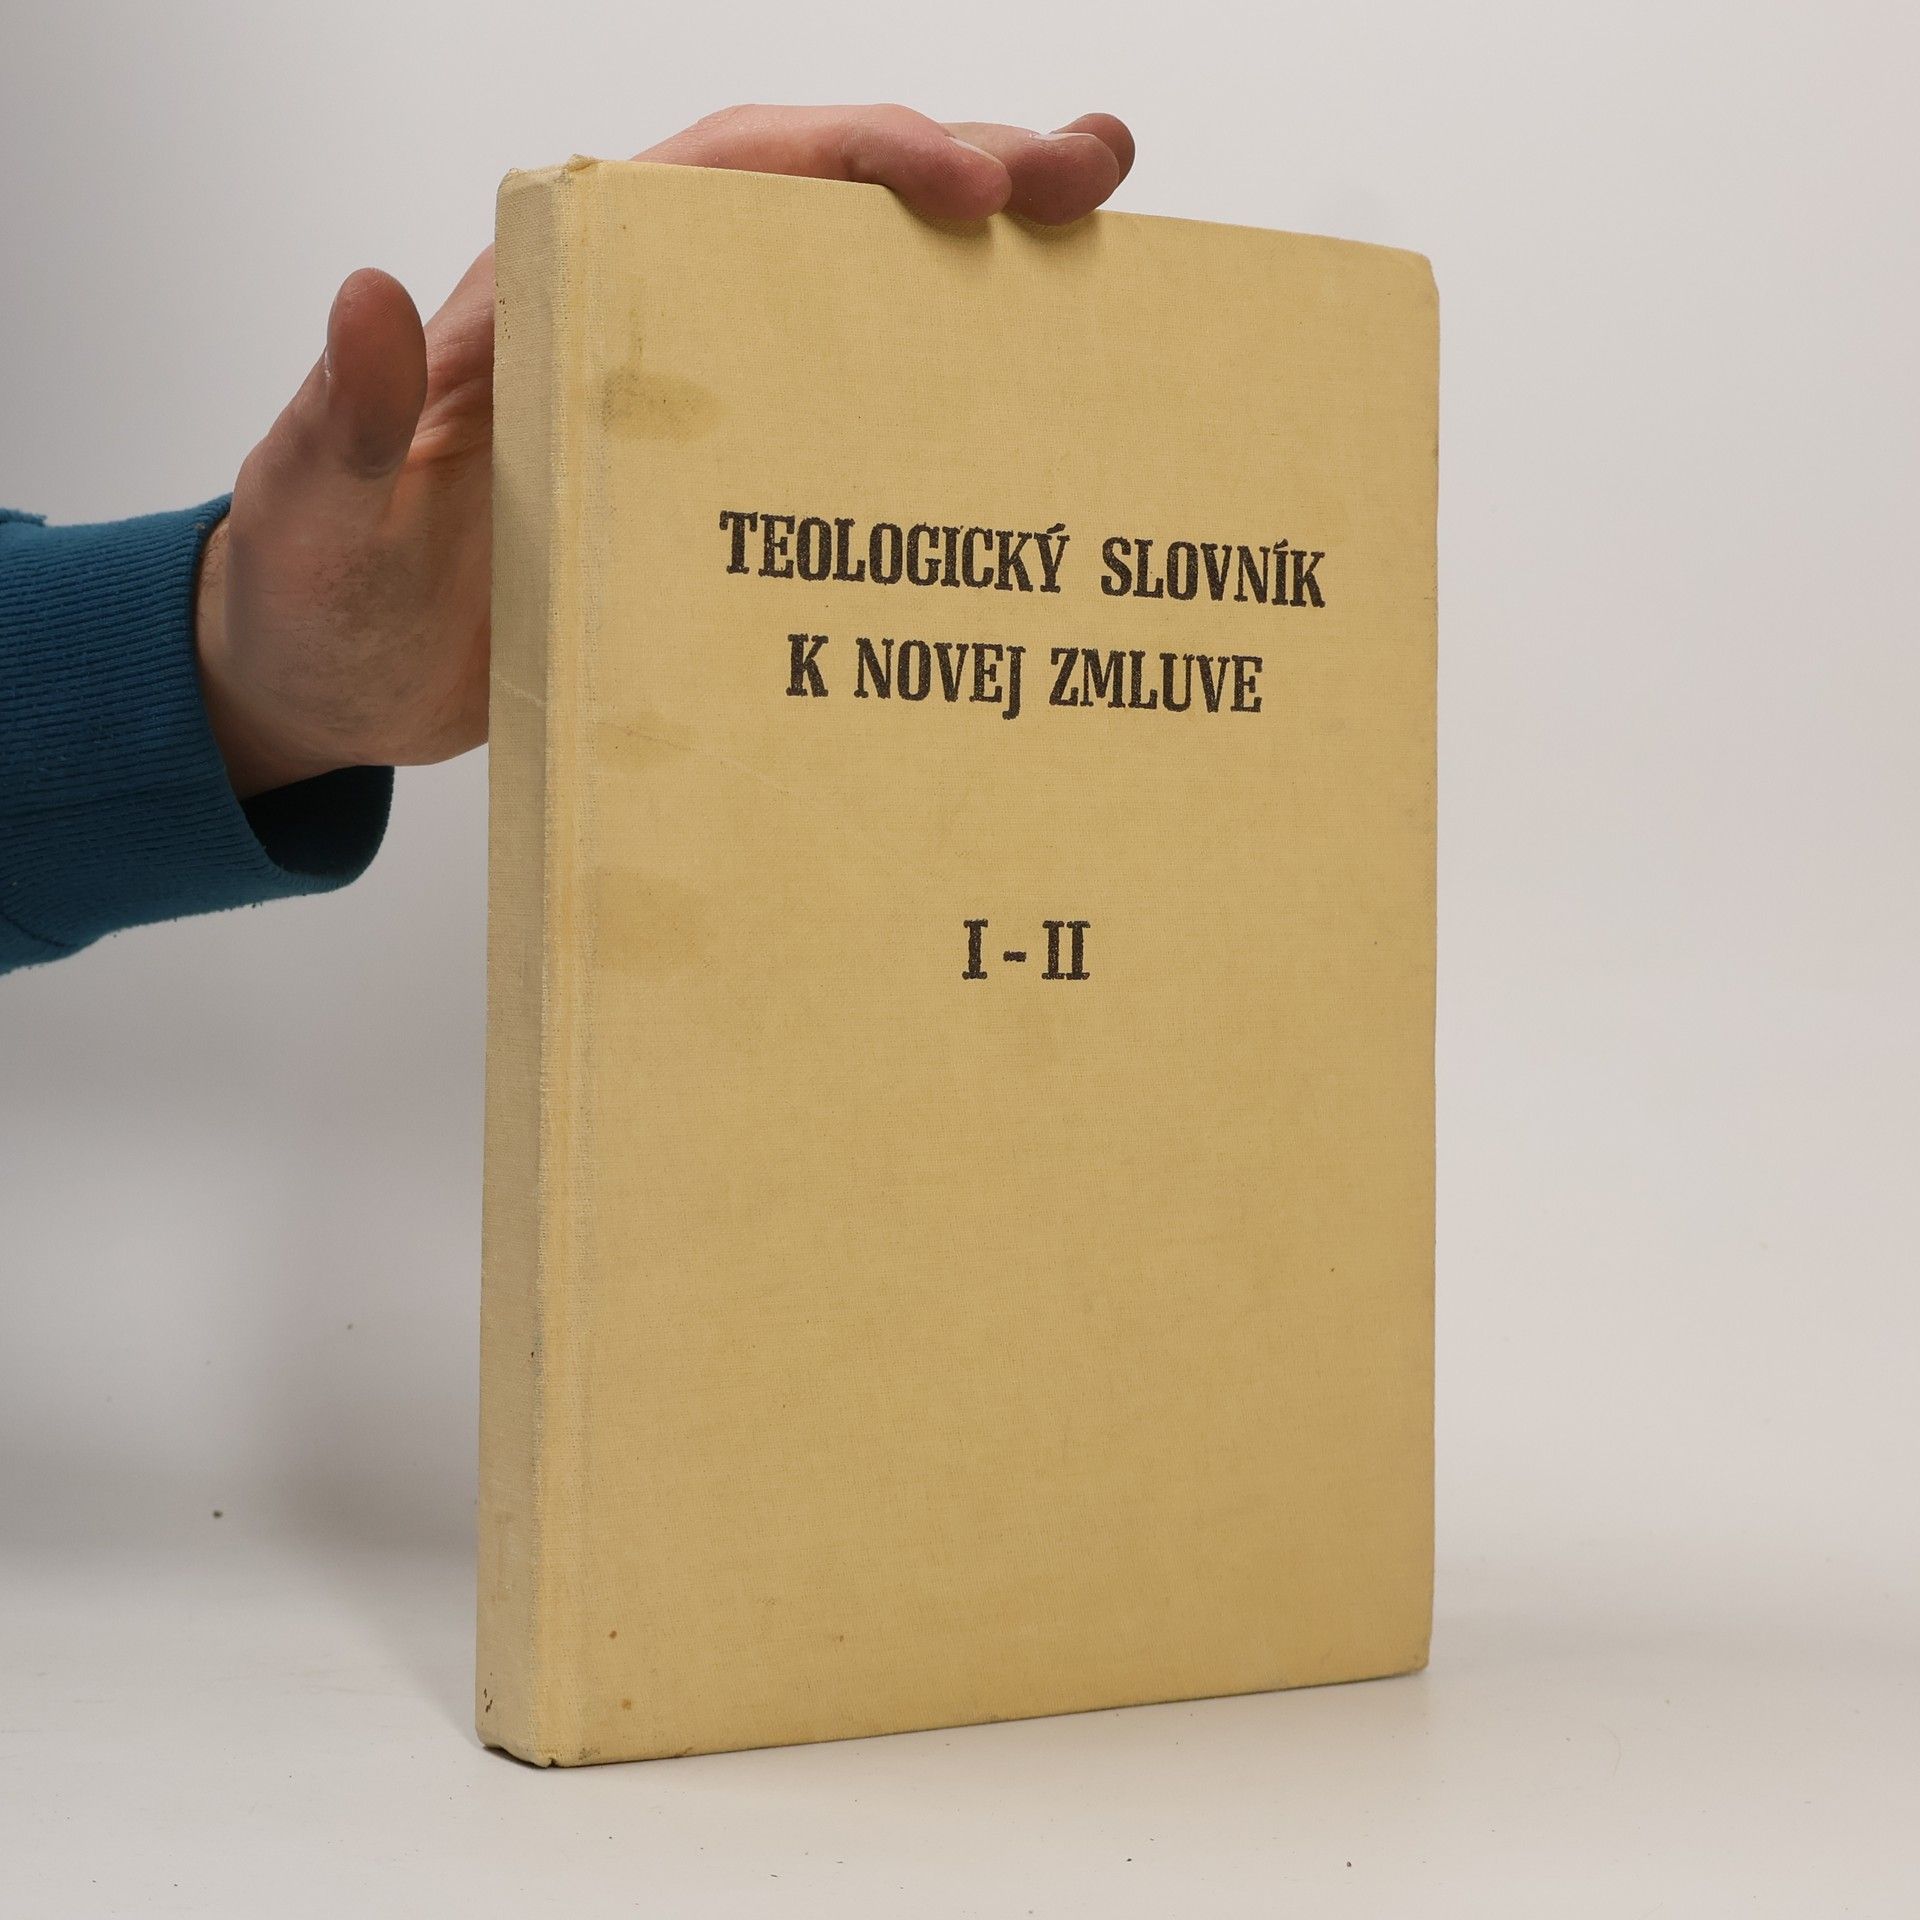 TEOLOGICKÝ SLOVNÍK
K NOVEJ ZMLUVE
I - II